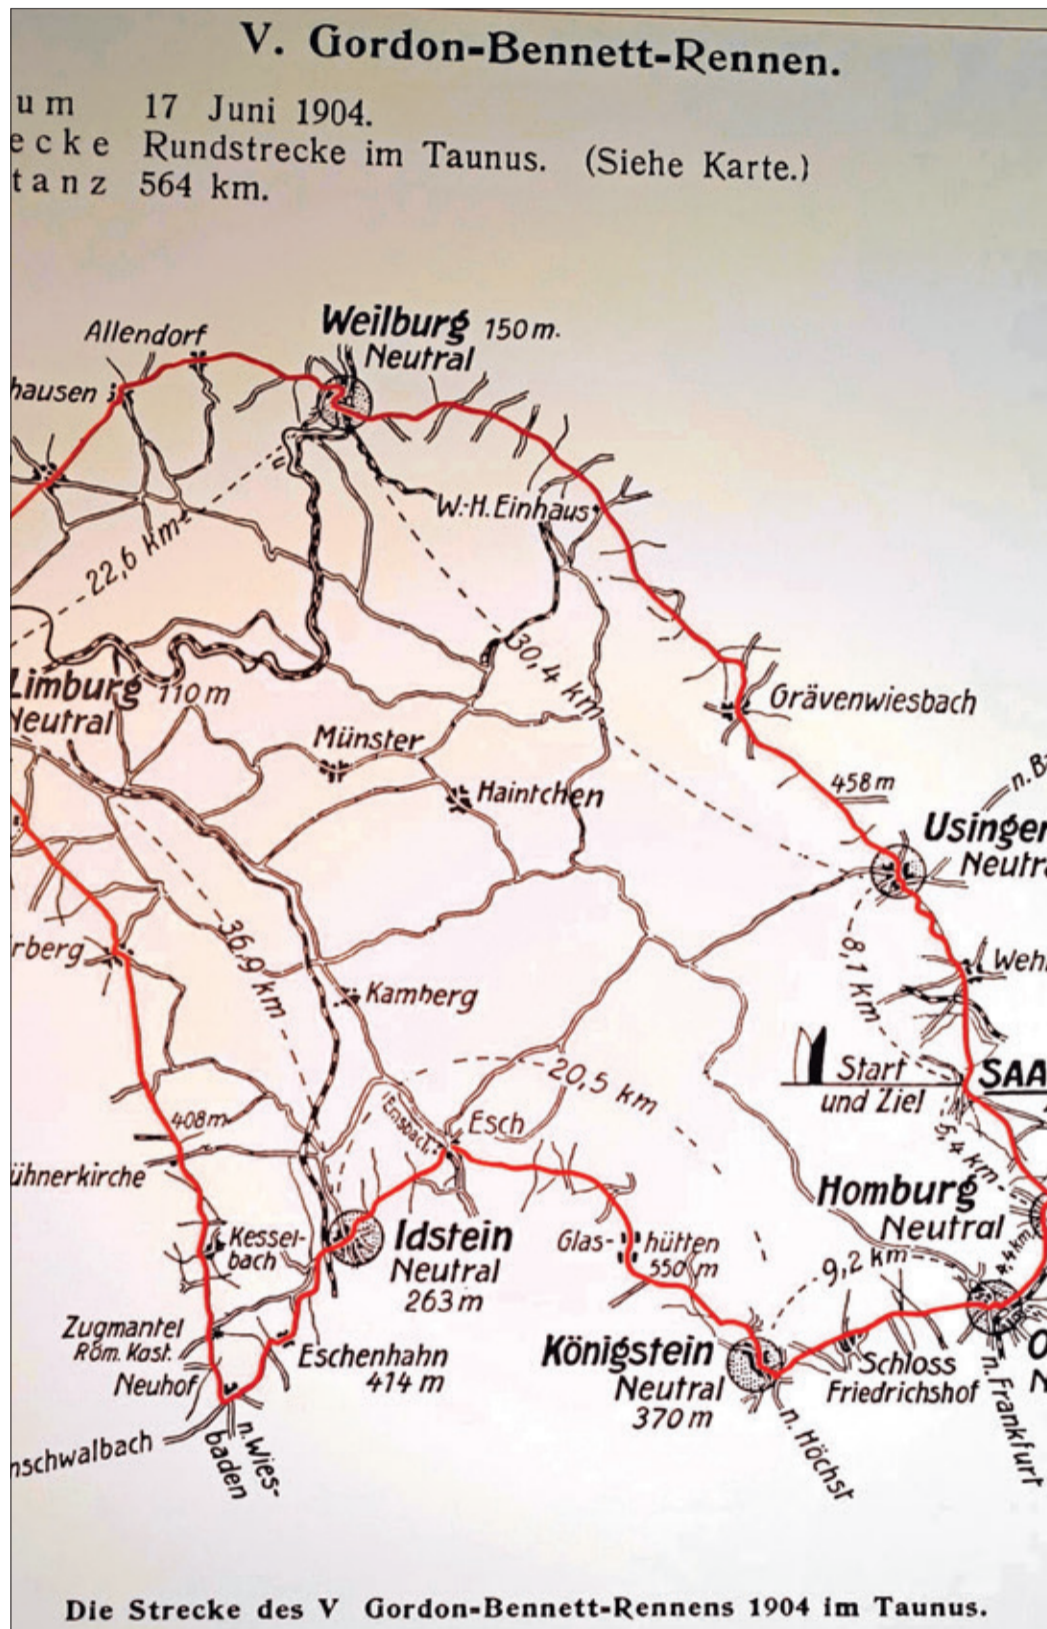 V. Gordon-Bennett-Rennen.
um 17 Juni 1904.
ecke Rundstrecke im Taunus. (Siehe Karte.)
tanz 564 km.
Allendorf
Weilburg 150 m.
Neutral
hausen
W.-H. Einhaus
22,6 km
30,4 km
Limburg 110 m
Neutral
Grävenwiesbach
Münster
Haintchen
458 m
n. Ba
Usingen
Neutra
36,9 km
rberg
8,1 km
Weh
Kamberg
Start
und Ziel
SAA
20,5 km
408 m
Emsbach
Esch
5,4 km
ühnerkirche
Homburg
Neutral
Kessel-
bach
Idstein
Neutral
263 m
Glas- hütten
550 m
9,2 km
4,4 km
Zugmantel
Röm. Kast.
Neuhof
Eschenhahn
414 m
Königstein
Neutral
370 m
Schloss
Friedrichshof
O
N
nschwalbach
n. Wies-
baden
n. Höchst
n. Frankfurt
Die Strecke des V Gordon-Bennett-Rennens 1904 im Taunus.